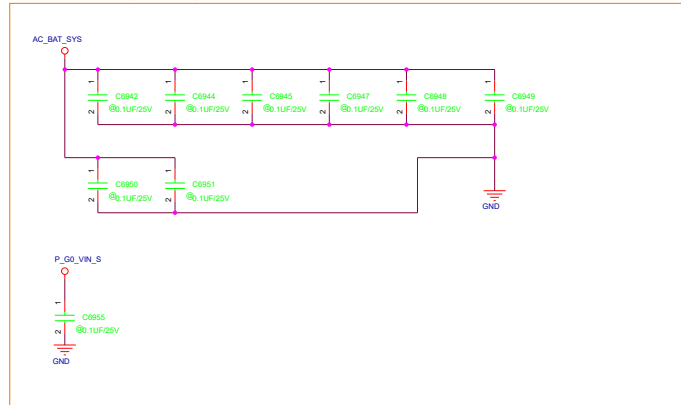 AC_BAT_SYS
1 1 1 1 1 1
C6942 C6944 C6945 C6947 C6948 C6949
@0.1UF/25V @0.1UF/25V @0.1UF/25V @0.1UF/25V @0.1UF/25V @0.1UF/25V
2 2 2 2 2 2
1 1
C6950 C6951
@0.1UF/25V @0.1UF/25V
2 2
GND
P_G0_VIN_S
1
C6955
@0.1UF/25V
2
GND